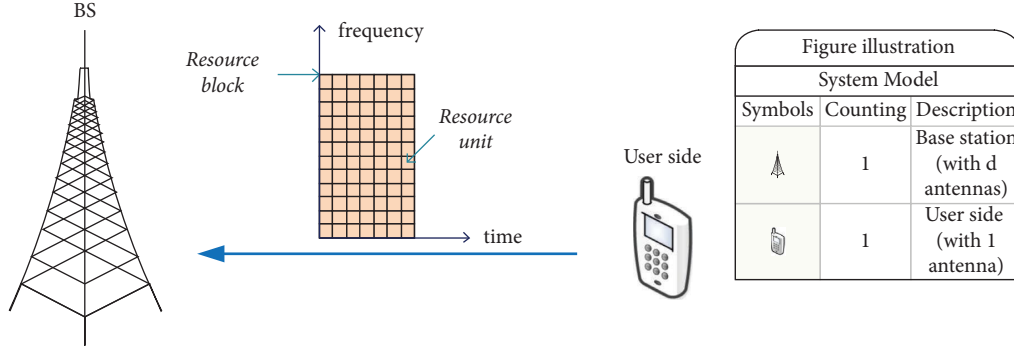 BS
frequency
Resource
block
Resource
unit
time
User side
Figure illustration
System Model
Symbols Counting Description
1
Base station
(with d
antennas)
1
User side
(with 1
antenna)